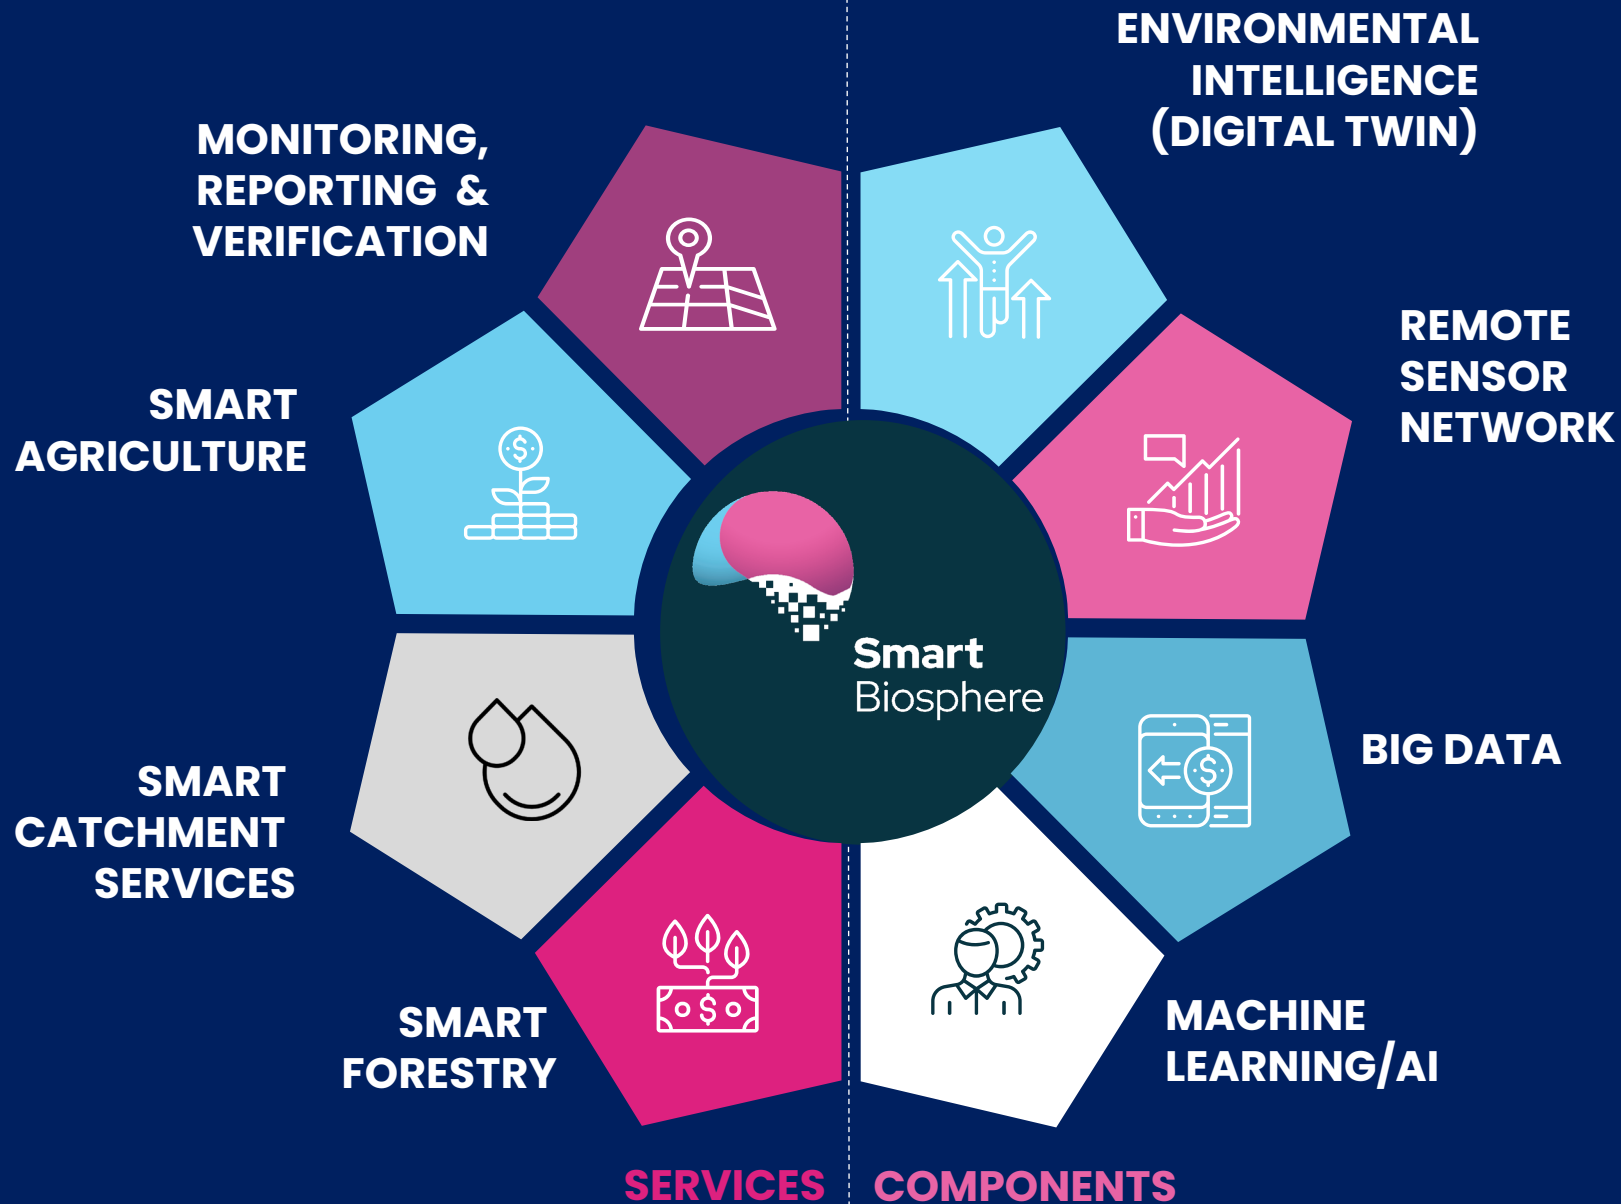 ENVIRONMENTAL
INTELLIGENCE
(DIGITAL TWIN)
MONITORING,
REPORTING &
VERIFICATION
REMOTE
SENSOR
NETWORK
SMART
AGRICULTURE
$
Smart
Biosphere
BIG DATA
$
SMART
CATCHMENT
SERVICES
SMART
FORESTRY
$
MACHINE
LEARNING/AI
SERVICES
COMPONENTS